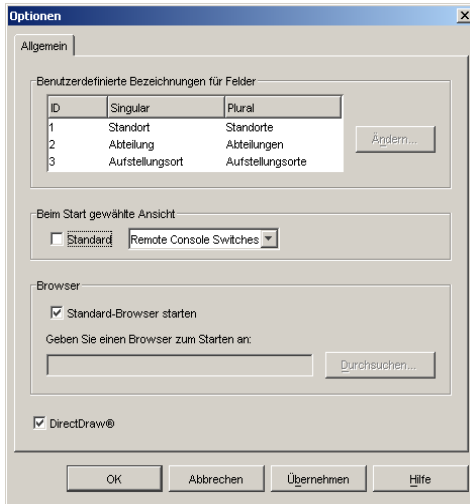 Optionen
Allgemein
Benutzerdefinierte Bezeichnungen für Felder
ID Singular Plural
1 Standort Standorte
2 Abteilung Abteilungen
3 Aufstellungsort Aufstellungsorte
Ändern...
Beim Start gewählte Ansicht
Standard Remote Console Switches
Browser
Standard-Browser starten
Geben Sie einen Browser zum Starten an:
Durchsuchen...
DirectDraw®
OK Abbrechen Übernehmen Hilfe